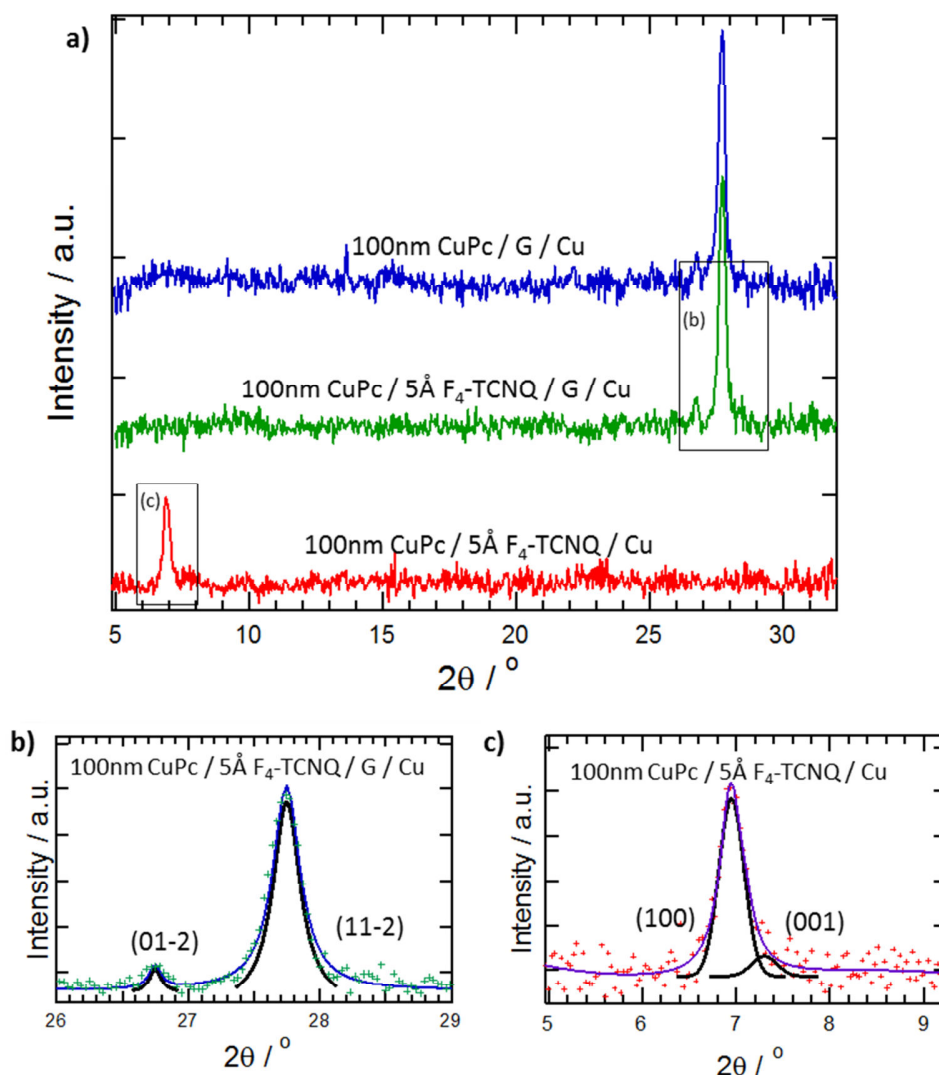 a)
Intensity / a.u.
100nm CuPc / G / Cu
(b)
100nm CuPc / 5Å F₄-TCNQ / G / Cu
(c)
100nm CuPc / 5Å F₄-TCNQ / Cu
5 10 15 20 25 30
2θ / °
b)
100nm CuPc / 5Å F₄-TCNQ / G / Cu
Intensity / a.u.
(01-2)
(11-2)
26 27 28 29
2θ / °
c)
100nm CuPc / 5Å F₄-TCNQ / Cu
Intensity / a.u.
(100)
(001)
5 6 7 8 9
2θ / °